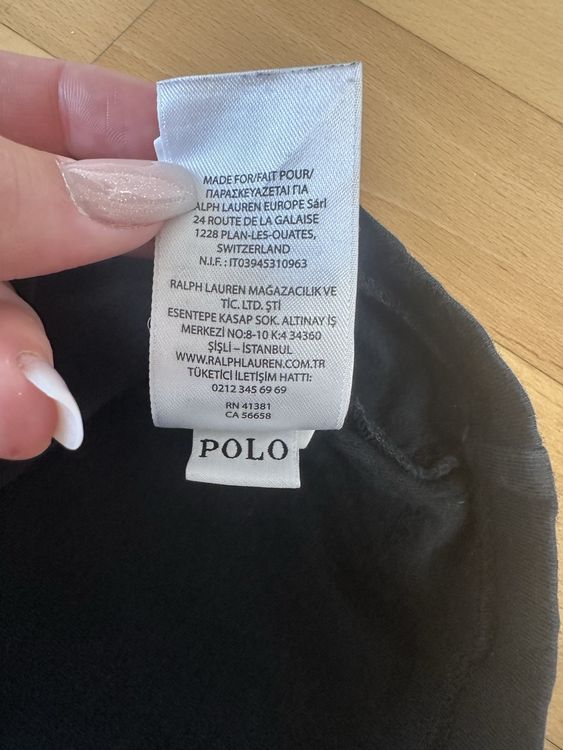 MADE FOR/FAIT POUR/
ΠΑΡΑΣΚΕΥΑΖΕΤΑΙ ΓΙΑ
ALPH LAUREN EUROPE Sàrl
24 ROUTE DE LA GALAISE
1228 PLAN-LES-OUATES,
SWITZERLAND
N.I.F. : IT03945310963
RALPH LAUREN MAĞAZACILIK VE
TİC. LTD. ŞTİ
ESENTEPE KASAP SOK. ALTINAY İŞ
MERKEZİ NO:8-10 K:4 34360
ŞİŞLİ – İSTANBUL
WWW.RALPHLAUREN.COM.TR
TÜKETİCİ İLETİŞİM HATTI:
0212 345 69 69
RN 41381
CA 56658
POLO